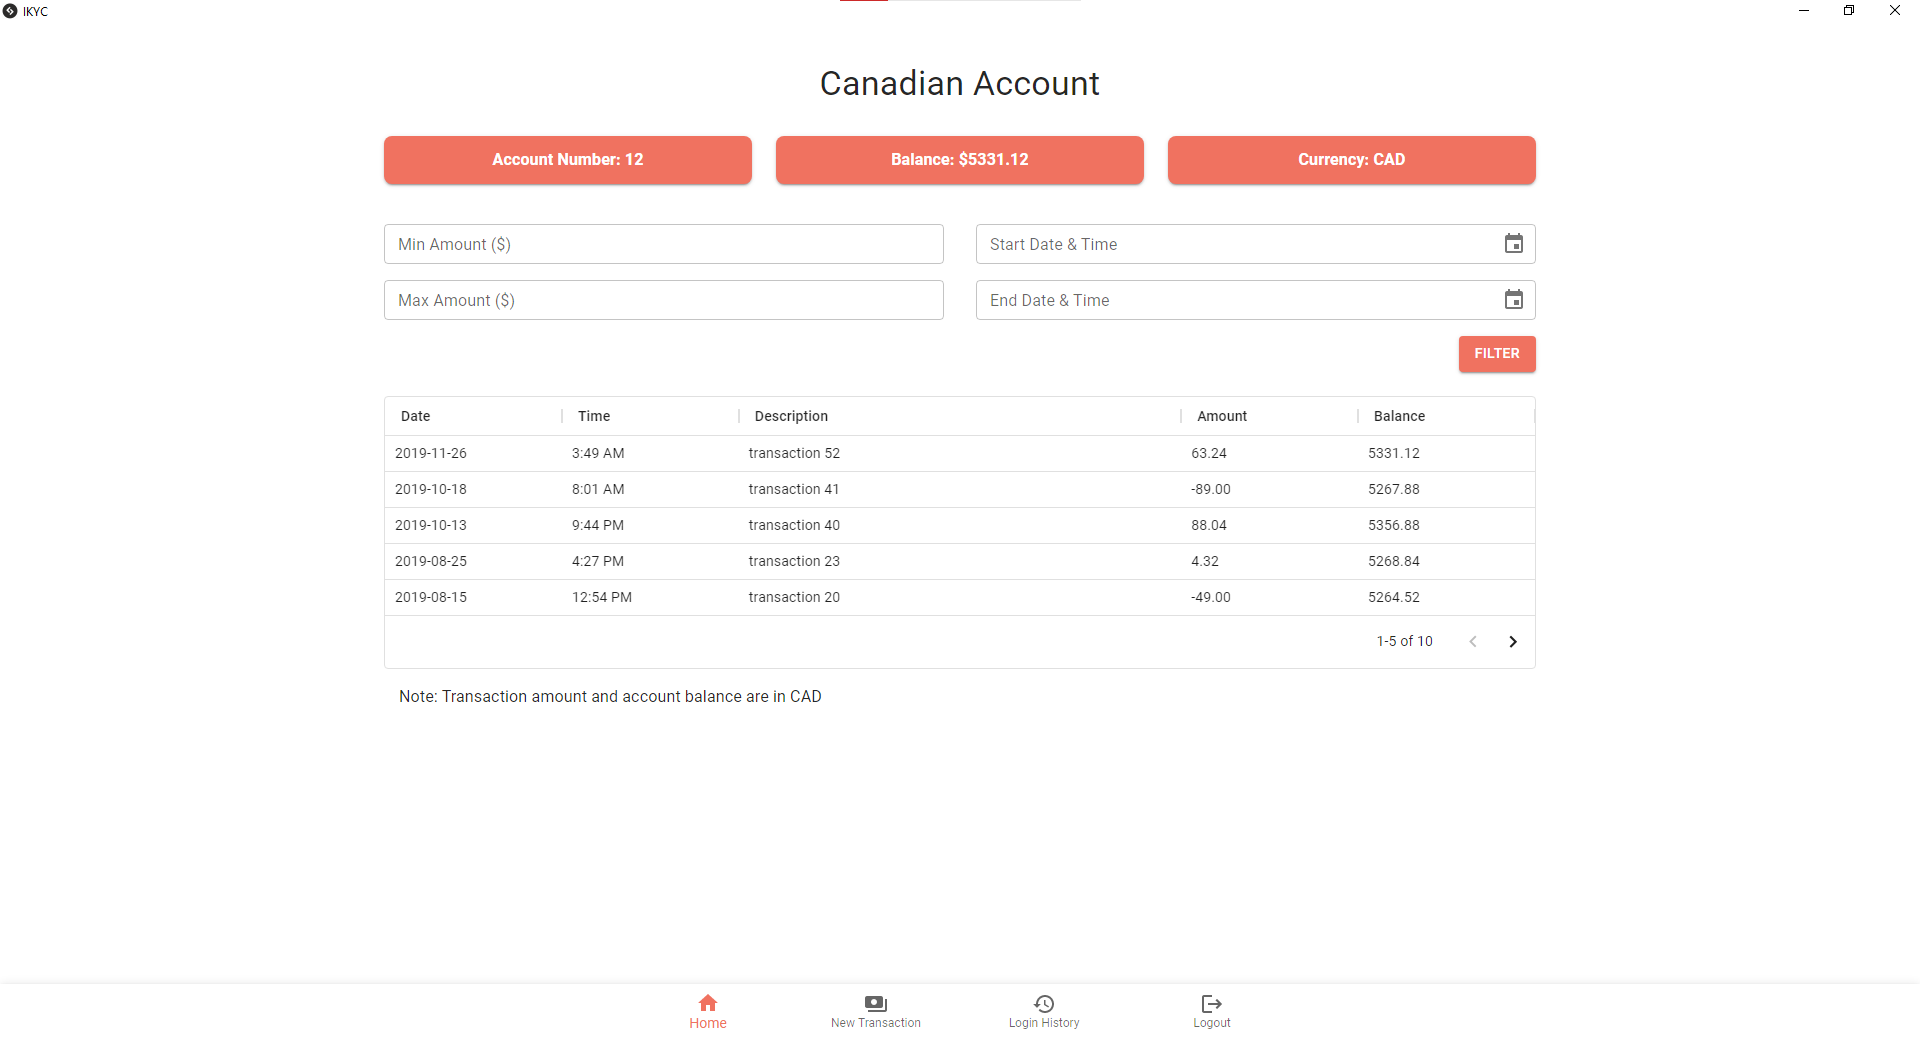 IKYC
Canadian Account
Account Number: 12 Balance: $5331.12 Currency: CAD
Min Amount ($) Start Date & Time
Max Amount ($) End Date & Time
FILTER
Date Time Description Amount Balance
2019-11-26 3:49 AM transaction 52 63.24 5331.12
2019-10-18 8:01 AM transaction 41 -89.00 5267.88
2019-10-13 9:44 PM transaction 40 88.04 5356.88
2019-08-25 4:27 PM transaction 23 4.32 5268.84
2019-08-15 12:54 PM transaction 20 -49.00 5264.52
1-5 of 10
Note: Transaction amount and account balance are in CAD
Home New Transaction Login History Logout